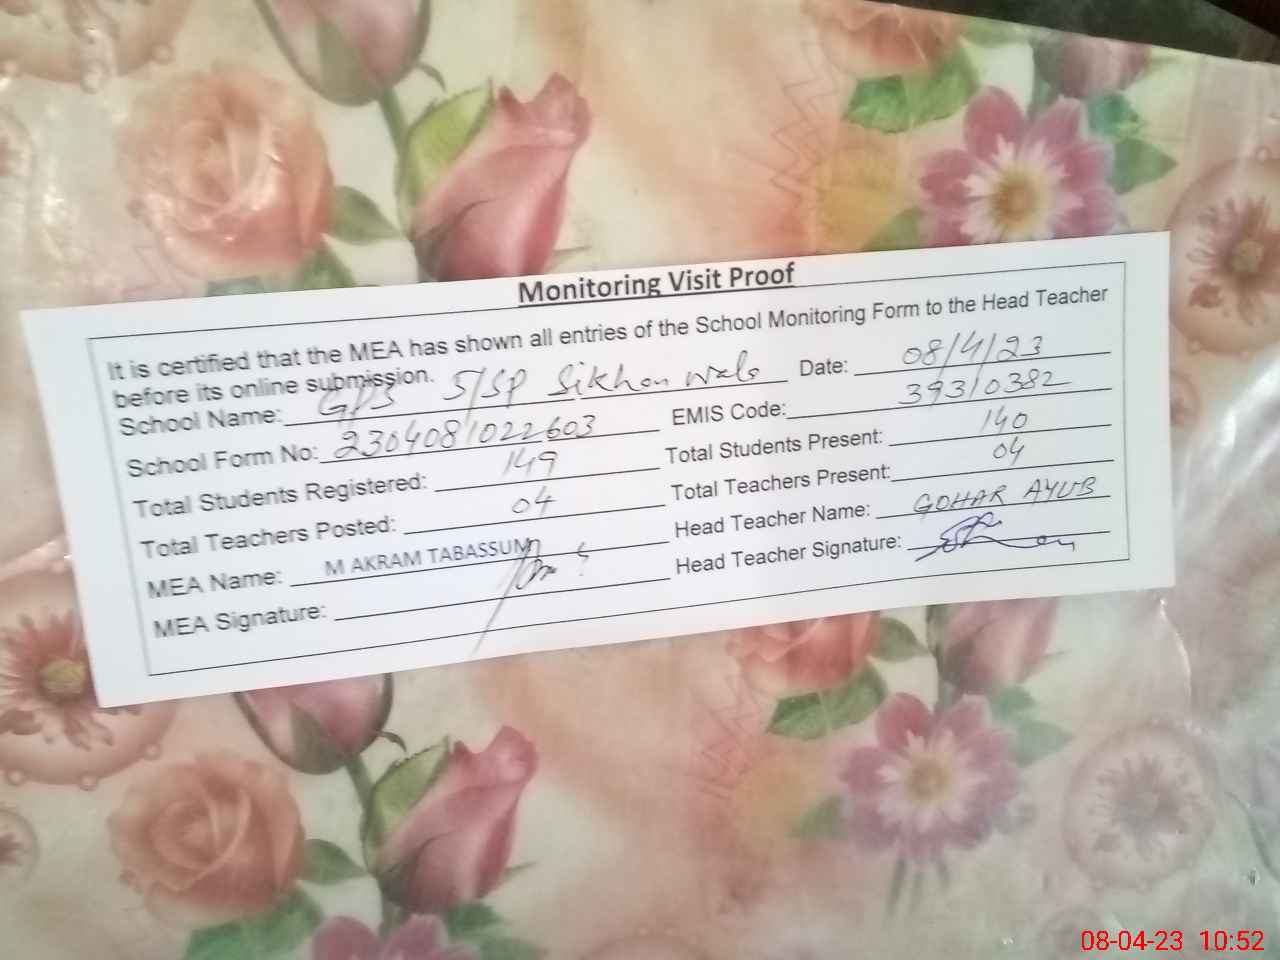 Monitoring Visit Proof
It is certified that the MEA has shown all entries of the School Monitoring Form to the Head Teacher
before its online submission.
School Name: GPS S/SP Sikhan wala Date: 08/4/23
School Form No: 2304081022603 EMIS Code: 39310382
Total Students Registered: 149 Total Students Present: 140
Total Teachers Posted: 04 Total Teachers Present: 04
MEA Name: M AKRAM TABASSUM Head Teacher Name: GOHAR AYUB
MEA Signature: Head Teacher Signature:
08-04-23 10:52